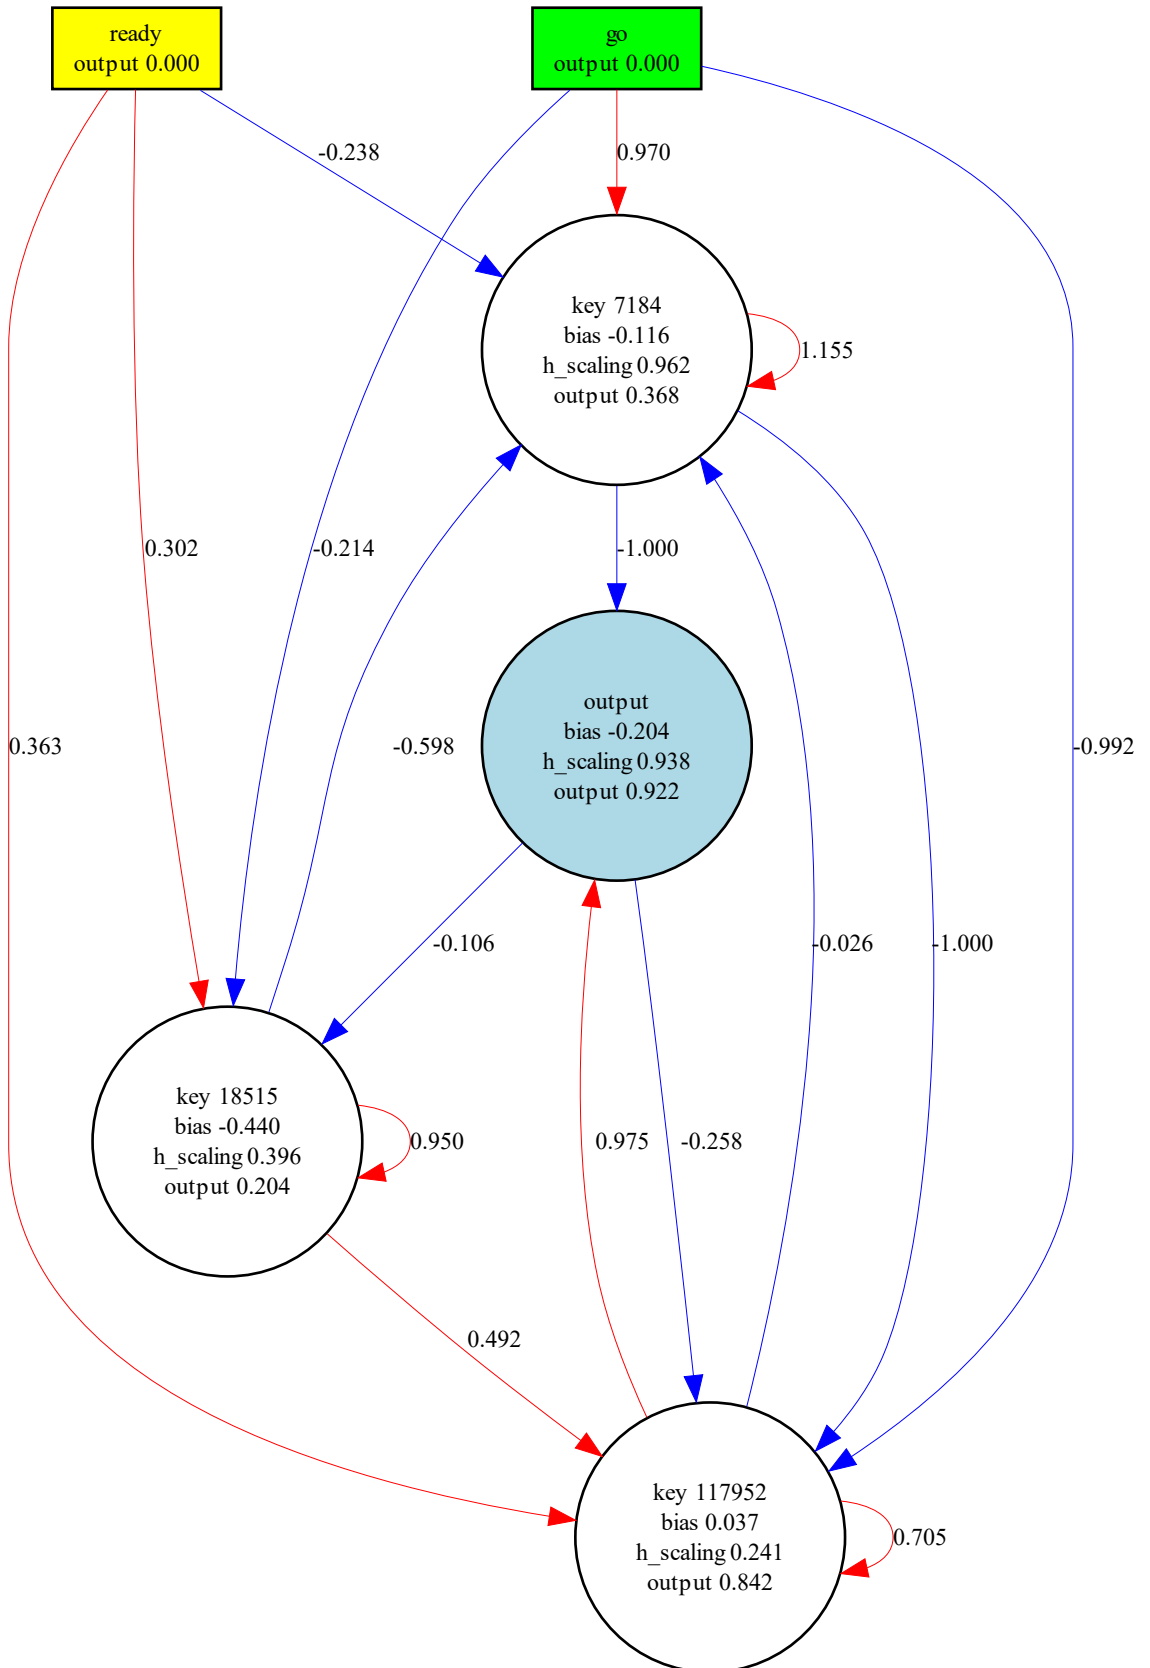 ready
output 0.000
go
output 0.000
-0.238
0.970
key 7184
bias -0.116
h_scaling 0.962
output 0.368
1.155
0.302
-0.214
-1.000
output
bias -0.204
h_scaling 0.938
output 0.922
0.363
-0.598
-0.992
-0.106
-0.026
-1.000
key 18515
bias -0.440
h_scaling 0.396
output 0.204
0.950
0.975
-0.258
0.492
key 117952
bias 0.037
h_scaling 0.241
output 0.842
0.705